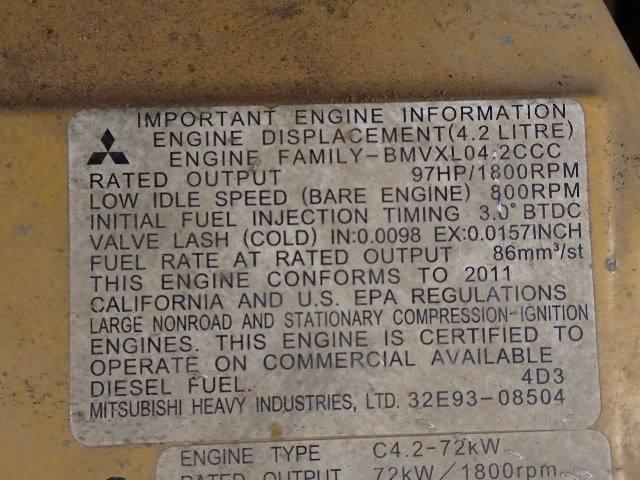 IMPORTANT ENGINE INFORMATION
ENGINE DISPLACEMENT(4.2 LITRE)
ENGINE FAMILY-BMVXL04.2CCC
RATED OUTPUT 97HP/1800RPM
LOW IDLE SPEED (BARE ENGINE) 800RPM
INITIAL FUEL INJECTION TIMING 3.0° BTDC
VALVE LASH (COLD) IN:0.0098 EX:0.0157INCH
FUEL RATE AT RATED OUTPUT 86mm³/st
THIS ENGINE CONFORMS TO 2011
CALIFORNIA AND U.S. EPA REGULATIONS
LARGE NONROAD AND STATIONARY COMPRESSION-IGNITION
ENGINES. THIS ENGINE IS CERTIFIED TO
OPERATE ON COMMERCIAL AVAILABLE
DIESEL FUEL. 4D3
MITSUBISHI HEAVY INDUSTRIES, LTD. 32E93-08504
ENGINE TYPE C4.2-72kW
RATED OUTPUT 72kW/1800rpm